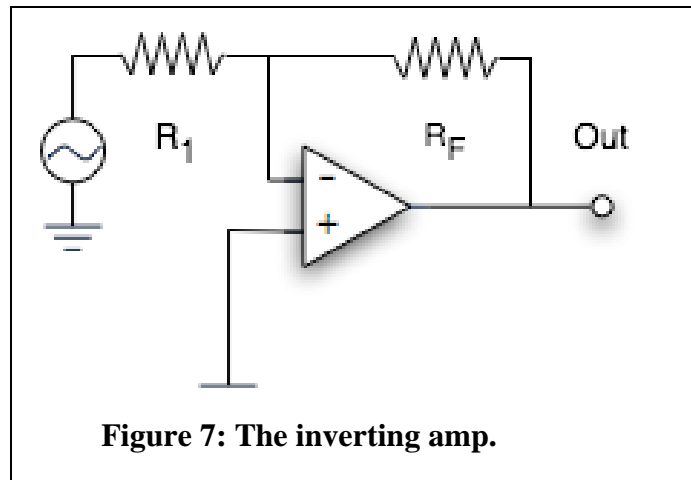 R1
RF
Out
-
+
Figure 7: The inverting amp.